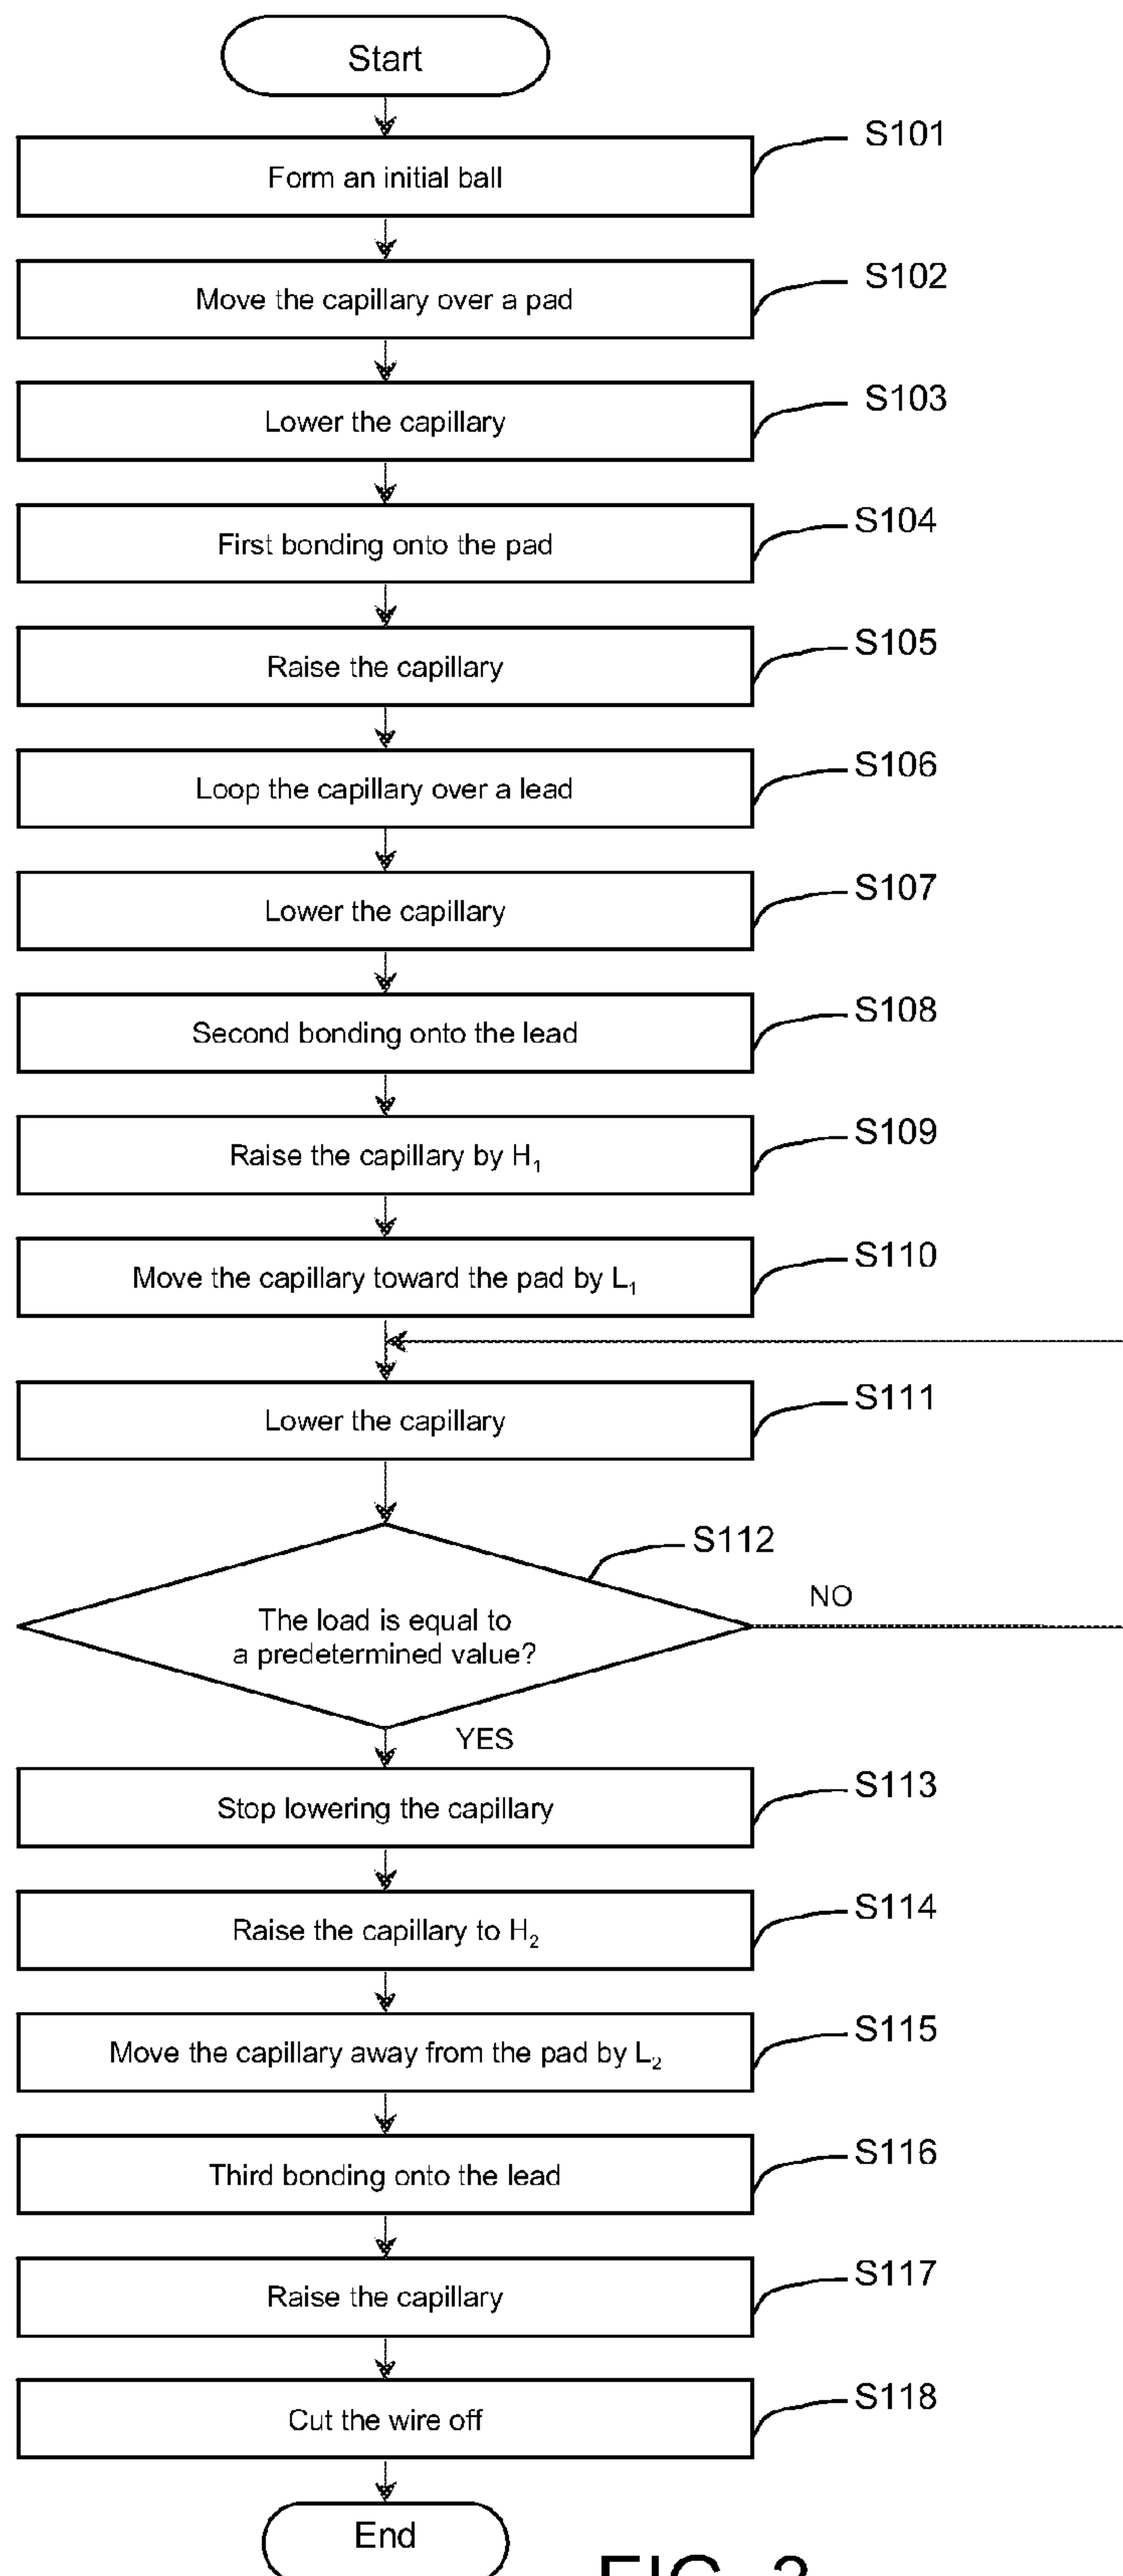 Start
Form an initial ball
S101
Move the capillary over a pad
S102
Lower the capillary
S103
First bonding onto the pad
S104
Raise the capillary
S105
Loop the capillary over a lead
S106
Lower the capillary
S107
Second bonding onto the lead
S108
Raise the capillary by H₁
S109
Move the capillary toward the pad by L₁
S110
Lower the capillary
S111
S112
The load is equal to
a predetermined value?
NO
YES
Stop lowering the capillary
S113
Raise the capillary to H₂
S114
Move the capillary away from the pad by L₂
S115
Third bonding onto the lead
S116
Raise the capillary
S117
Cut the wire off
S118
End